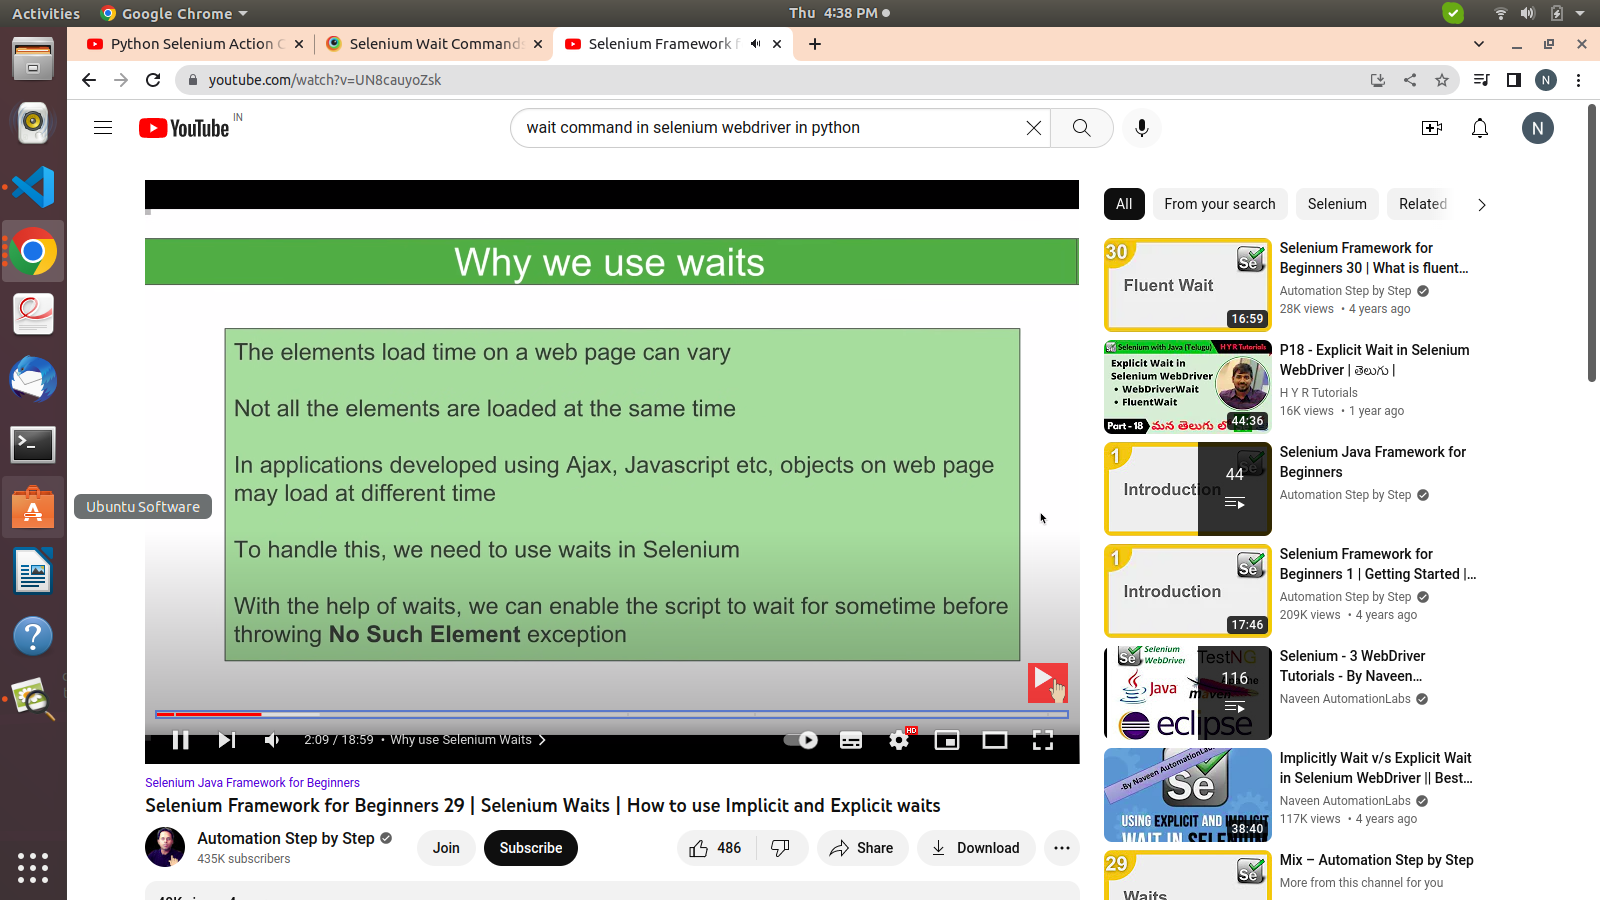 Activities
Google Chrome
Thu 4:38 PM
Python Selenium Action C
Selenium Wait Commands
Selenium Framework f
youtube.com/watch?v=UN8cauyoZsk
N
YouTube IN
wait command in selenium webdriver in python
N
Why we use waits
The elements load time on a web page can vary
Not all the elements are loaded at the same time
In applications developed using Ajax, Javascript etc, objects on web page
may load at different time
To handle this, we need to use waits in Selenium
With the help of waits, we can enable the script to wait for sometime before
throwing No Such Element exception
Ubuntu Software
2:09 / 18:59 • Why use Selenium Waits
HD
Selenium Java Framework for Beginners
Selenium Framework for Beginners 29 | Selenium Waits | How to use Implicit and Explicit waits
Automation Step by Step
435K subscribers
Join
Subscribe
486
Share
Download
All
From your search
Selenium
Related
30
Se
Fluent Wait
16:59
Selenium Framework for
Beginners 30 | What is fluent...
Automation Step by Step
28K views • 4 years ago
Selenium with Java (Telugu)
H Y R Tutorials
Explicit Wait in
Selenium WebDriver
• WebDriverWait
• FluentWait
Part - 18
మన తెలుగు లో
44:36
P18 - Explicit Wait in Selenium
WebDriver | తెలుగు |
H Y R Tutorials
16K views • 1 year ago
1
Introduction
44
Selenium Java Framework for
Beginners
Automation Step by Step
1
Se
Introduction
17:46
Selenium Framework for
Beginners 1 | Getting Started |...
Automation Step by Step
209K views • 4 years ago
Se
Selenium
WebDriver
TestNG
Java
maven
116
eclipse
Selenium - 3 WebDriver
Tutorials - By Naveen...
Naveen AutomationLabs
-By Naveen AutomationLabs
Se
USING EXPLICIT AND IMPLICIT
WAIT IN SELENIUM
38:40
Implicitly Wait v/s Explicit Wait
in Selenium WebDriver || Best...
Naveen AutomationLabs
117K views • 4 years ago
29
Se
Waits
Mix – Automation Step by Step
More from this channel for you